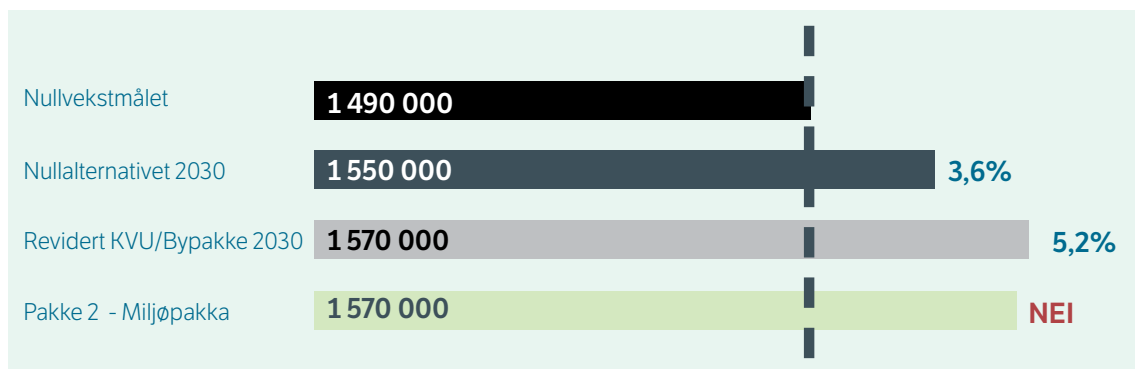 Nullvekstmålet 1 490 000
Nullalternativet 2030 1 550 000 3,6%
Revidert KVU/Bypakke 2030 1 570 000 5,2%
Pakke 2 - Miljøpakka 1 570 000 NEI